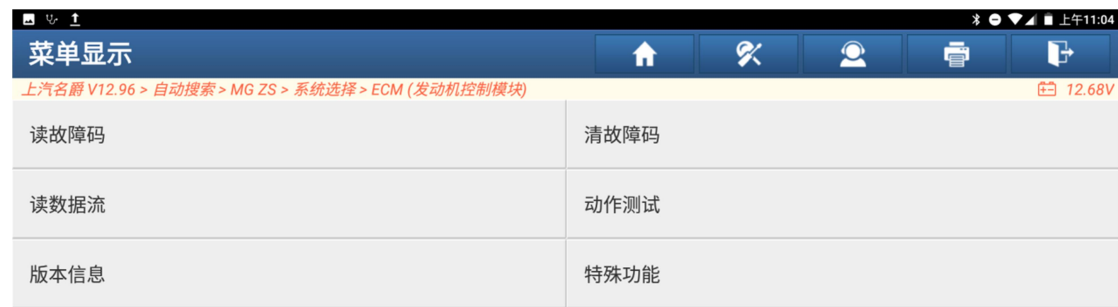 上午11:04
菜单显示
上汽名爵 V12.96 > 自动搜索 > MG ZS > 系统选择 > ECM (发动机控制模块)
12.68V
读故障码
清故障码
读数据流
动作测试
版本信息
特殊功能